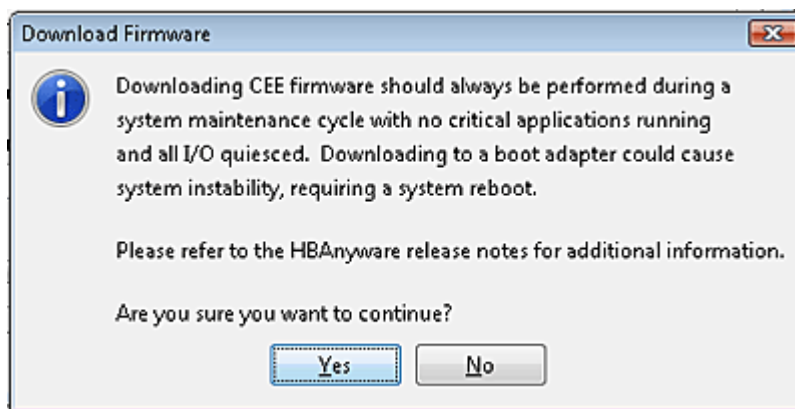 Download Firmware
Downloading CEE firmware should always be performed during a
system maintenance cycle with no critical applications running
and all I/O quiesced. Downloading to a boot adapter could cause
system instability, requiring a system reboot.
Please refer to the HBAnyware release notes for additional information.
Are you sure you want to continue?
Yes No